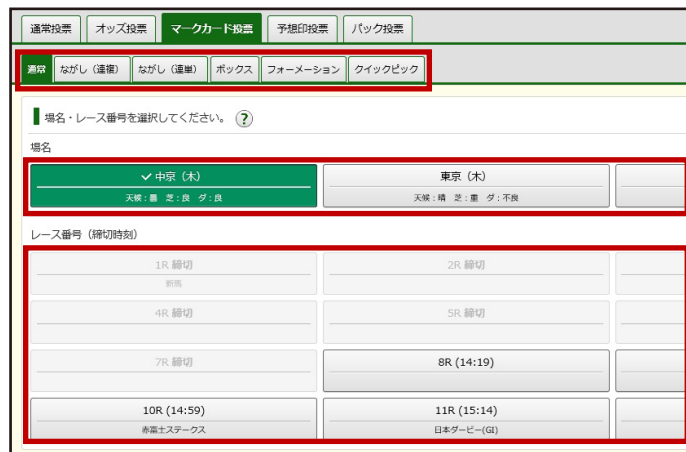 通常投票 オッズ投票 マークカード投票 予想印投票 パック投票
通常 ながし（連複） ながし（連単） ボックス フォーメーション クイックピック
場名・レース番号を選択してください。 ?
場名
✓中京（木） 東京（木）
天候：曇 芝：良 ダ：良 天候：晴 芝：重 ダ：不良
レース番号（締切時刻）
1R 締切 2R 締切
新馬
4R 締切 5R 締切
7R 締切 8R (14:19)
10R (14:59) 11R (15:14)
赤富士ステークス 日本ダービー(GI)